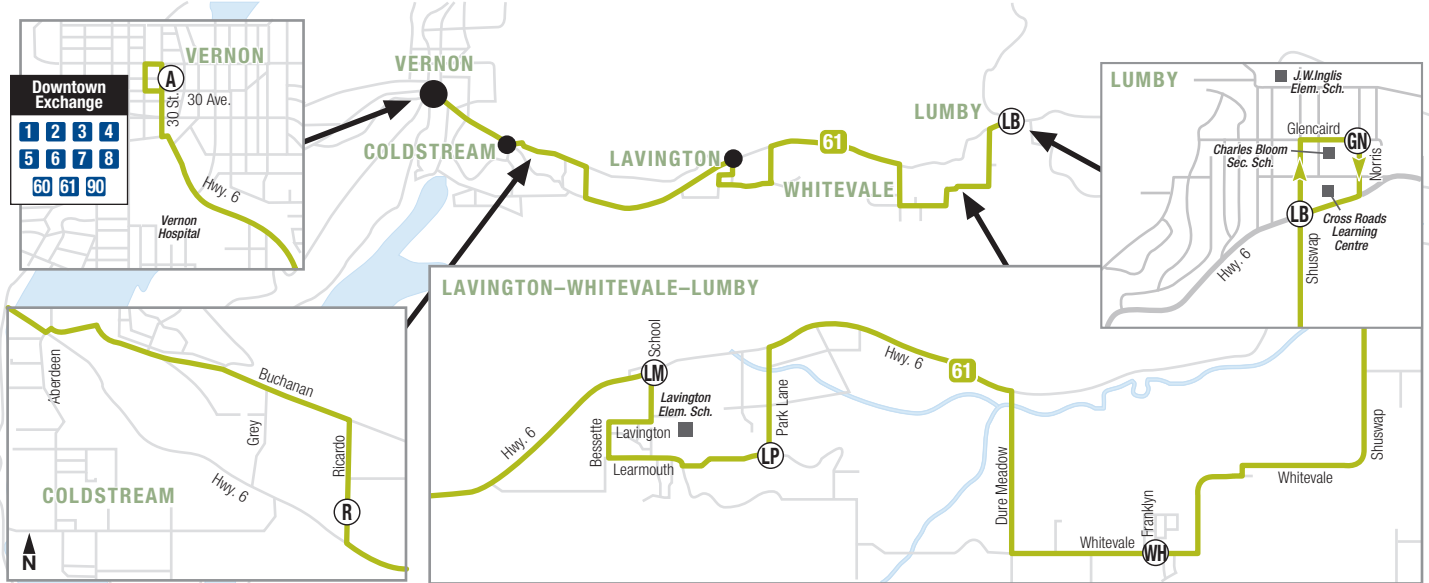 VERNON
A
30 St.
30 Ave.
Hwy. 6
Vernon
Hospital
Downtown
Exchange
1 2 3 4
5 6 7 8
60 61 90
VERNON
COLDSTREAM
LAVINGTON
61
WHITEVALE
LUMBY
LB
LUMBY
J.W.Inglis
Elem. Sch.
Glencaird
GN
Charles Bloom
Sec. Sch.
Norris
LB
Cross Roads
Learning
Centre
Shuswap
Hwy. 6
COLDSTREAM
Aberdeen
Buchanan
Grey
Ricardo
Hwy. 6
R
N
LAVINGTON–WHITEVALE–LUMBY
School
LM
Lavington
Elem. Sch.
Hwy. 6
Bessette
Lavington
Learmouth
LP
Park Lane
Hwy. 6
61
Dure Meadow
Whitevale
Franklyn
WH
Whitevale
Shuswap